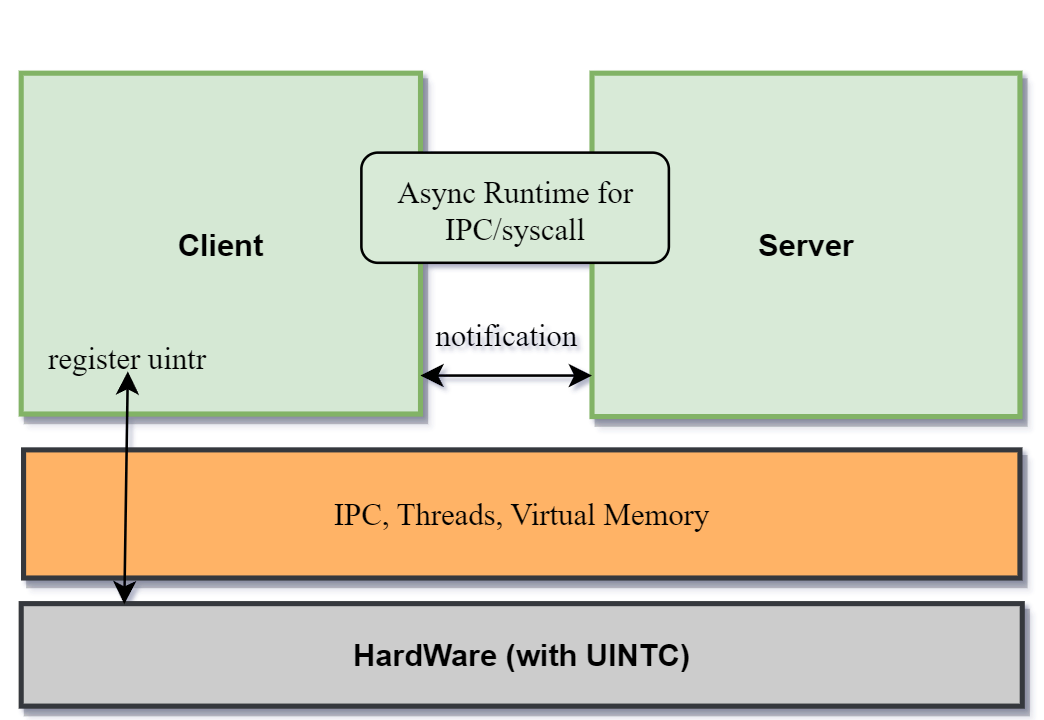 Async Runtime for
IPC/syscall
Client
Server
notification
register uintr
IPC, Threads, Virtual Memory
HardWare (with UINTC)